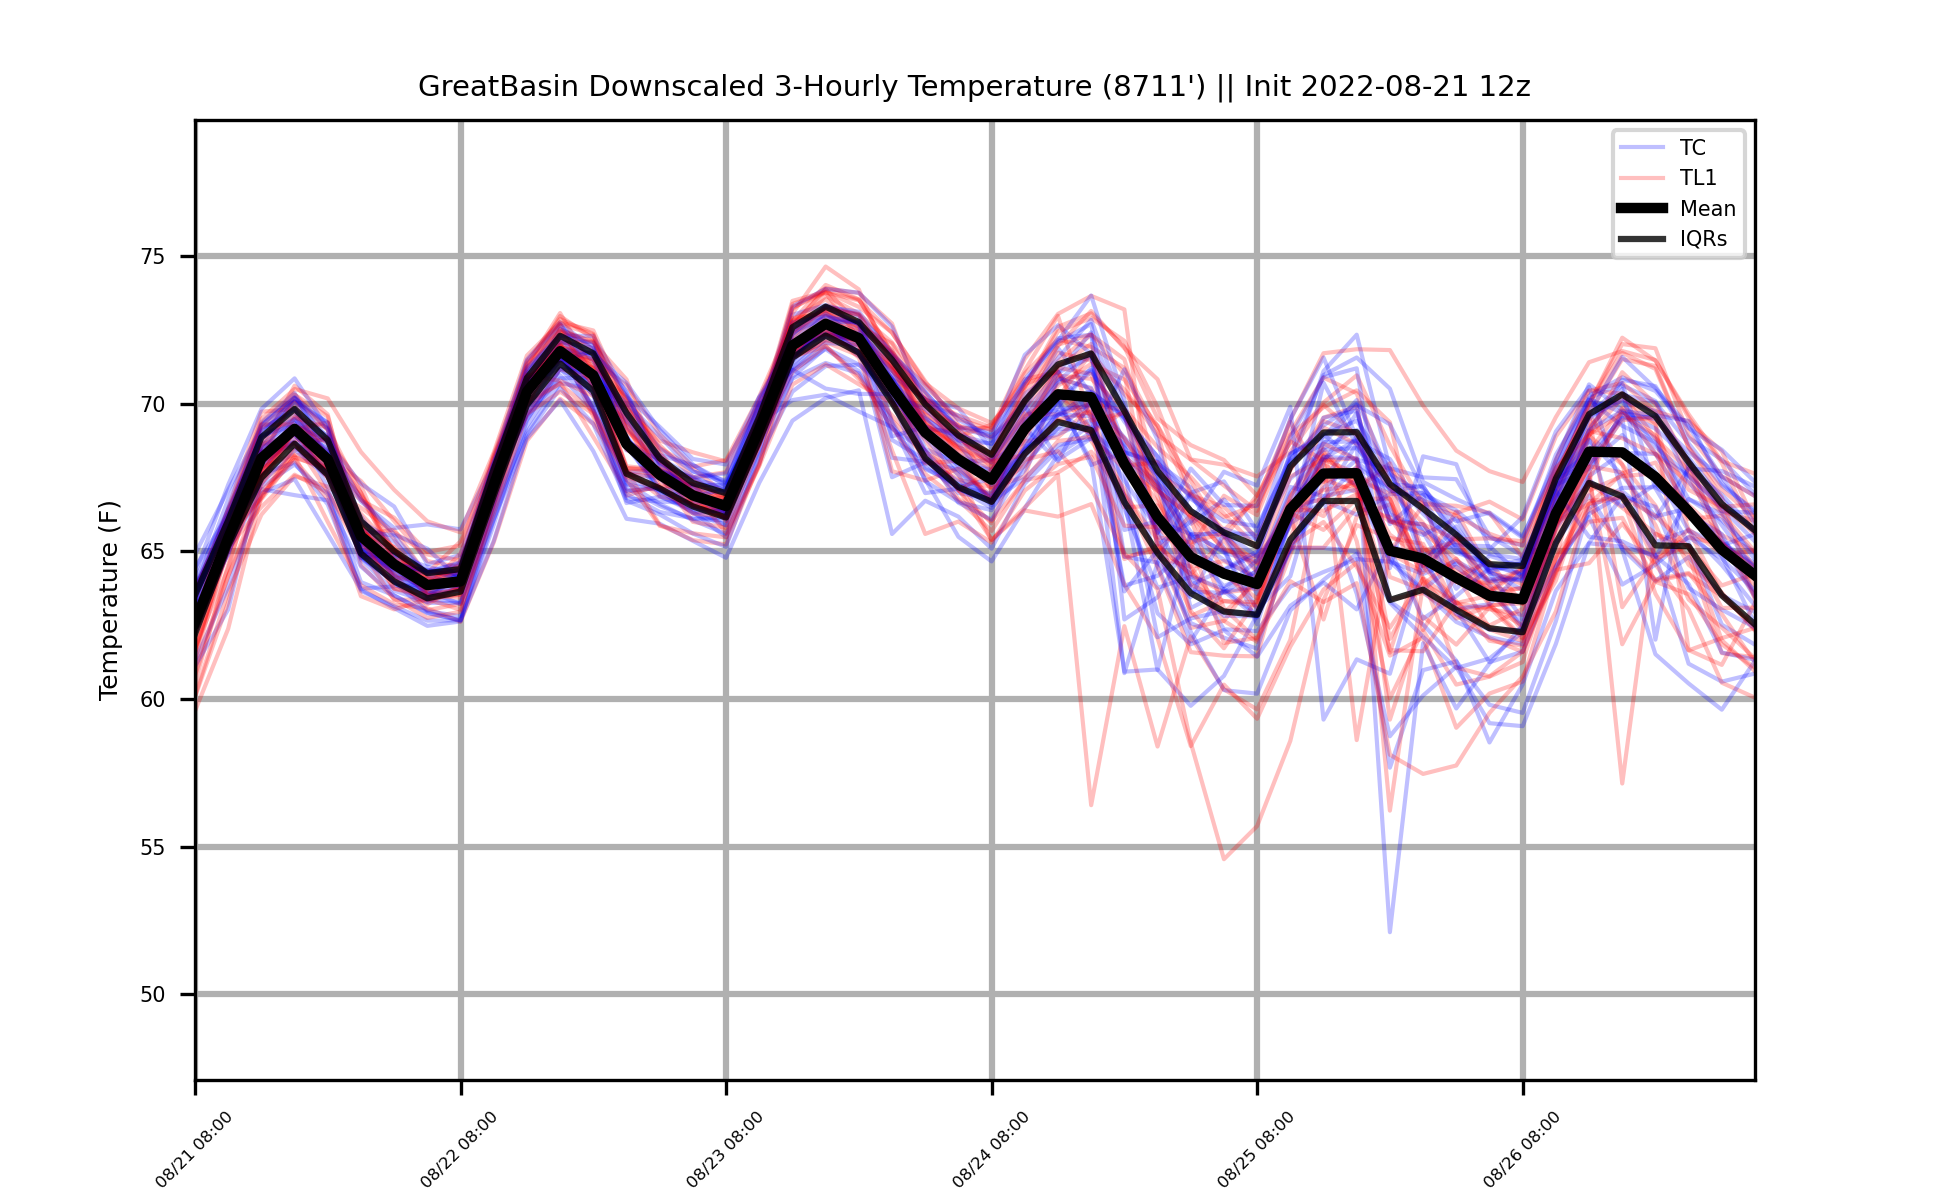 GreatBasin Downscaled 3-Hourly Temperature (8711') || Init 2022-08-21 12z
TC
TL1
Mean
IQRs
Temperature (F)
75
70
65
60
55
50
08/21 08:00
08/22 08:00
08/23 08:00
08/24 08:00
08/25 08:00
08/26 08:00